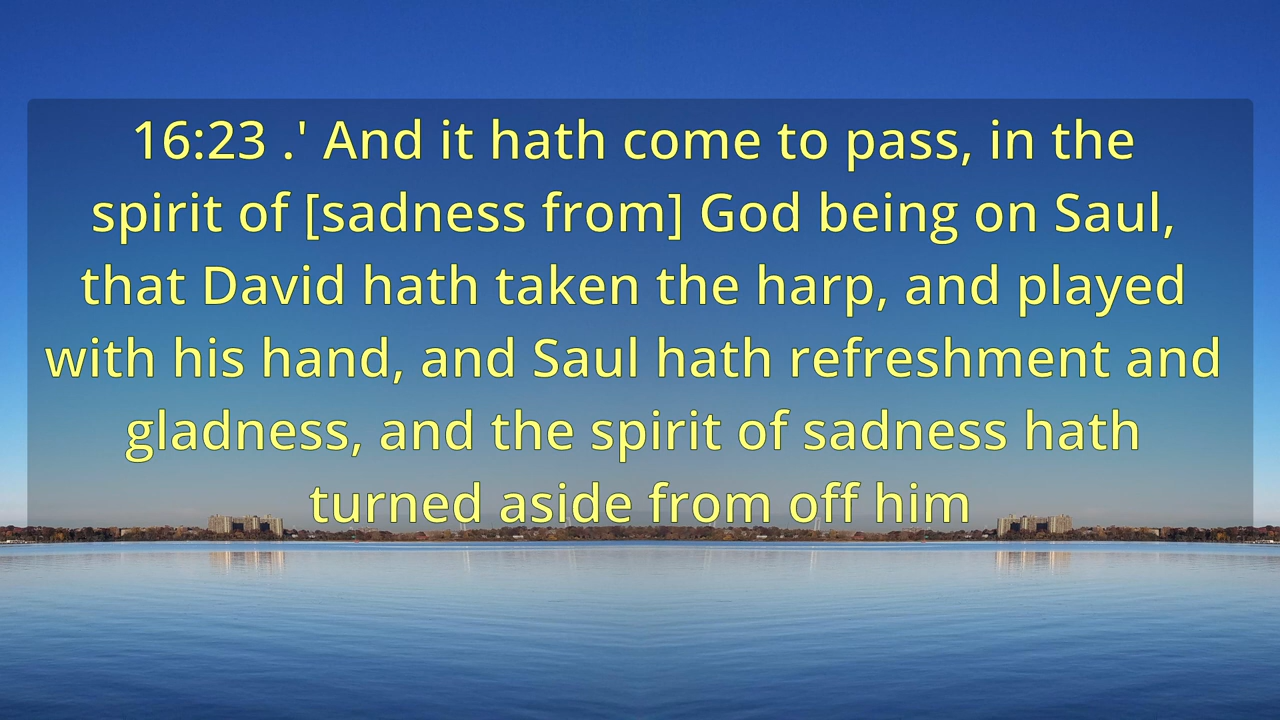 16:23 .' And it hath come to pass, in the
spirit of [sadness from] God being on Saul,
that David hath taken the harp, and played
with his hand, and Saul hath refreshment and
gladness, and the spirit of sadness hath
turned aside from off him